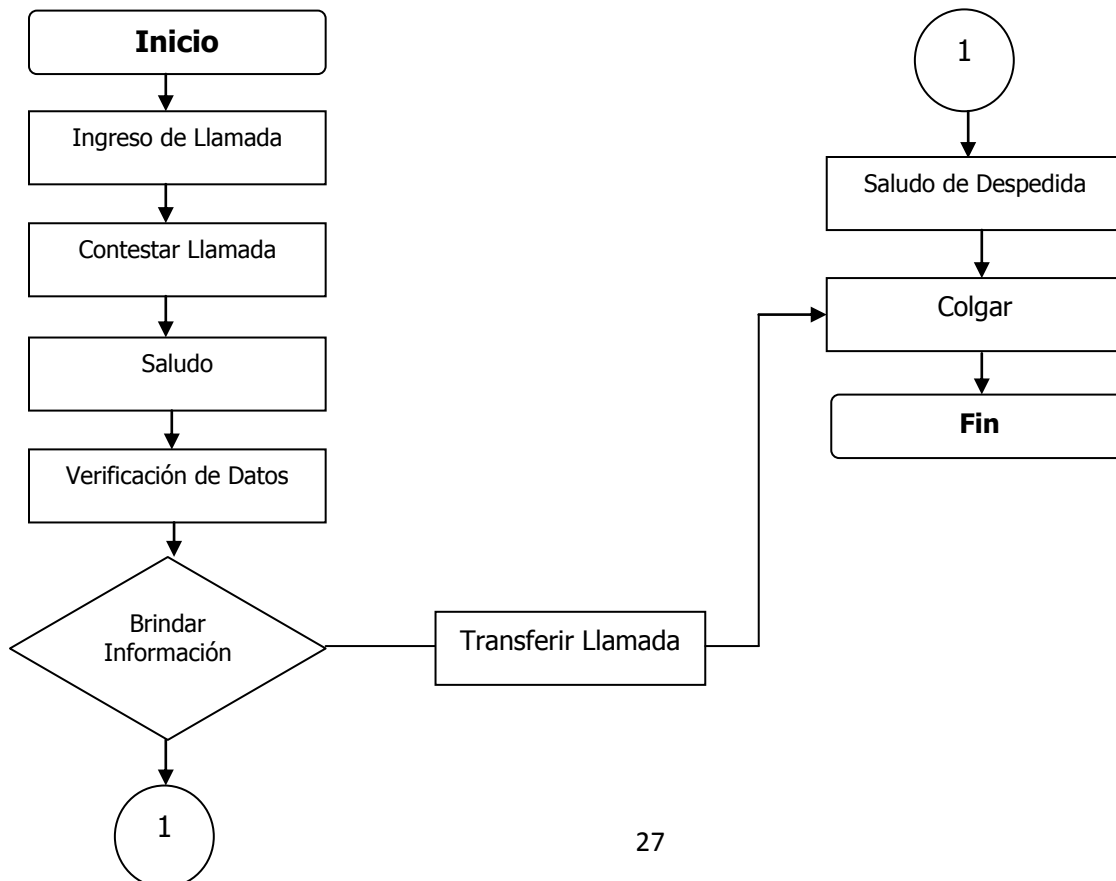 Inicio
Ingreso de Llamada
Contestar Llamada
Saludo
Verificación de Datos
Brindar
Información
Transferir Llamada
1
1
Saludo de Despedida
Colgar
Fin
27